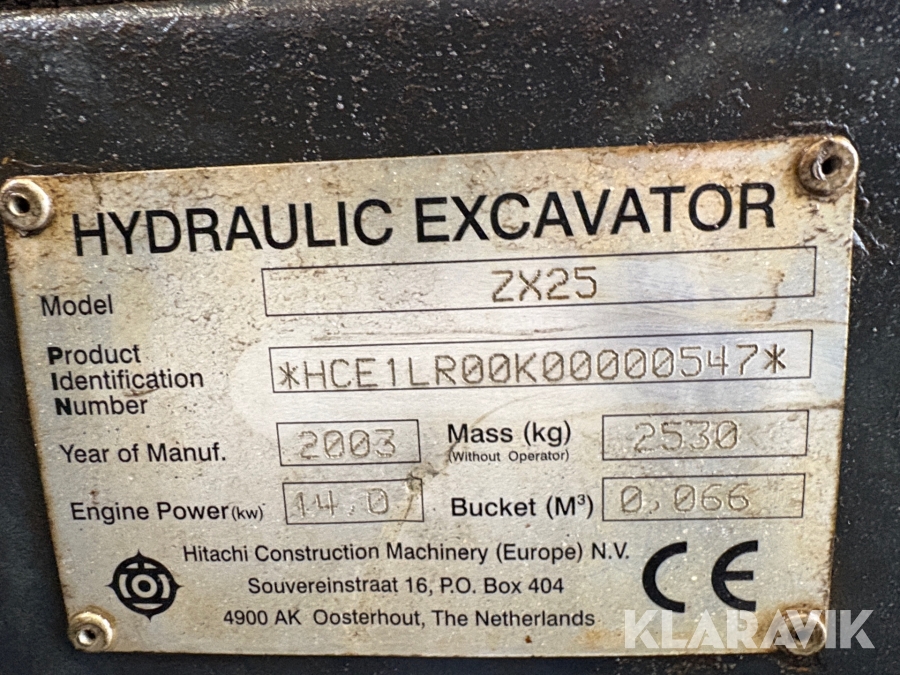 HYDRAULIC EXCAVATOR
Model ZX25
Product
Identification
Number
*HCE1LR00K00000547*
Year of Manuf. 2003 Mass (kg) 2530
(Without Operator)
Engine Power (kw) 14.0 Bucket (M³) 0.066
Hitachi Construction Machinery (Europe) N.V.
Souvereinstraat 16, P.O. Box 404
4900 AK Oosterhout, The Netherlands
CE
KLARAVIK